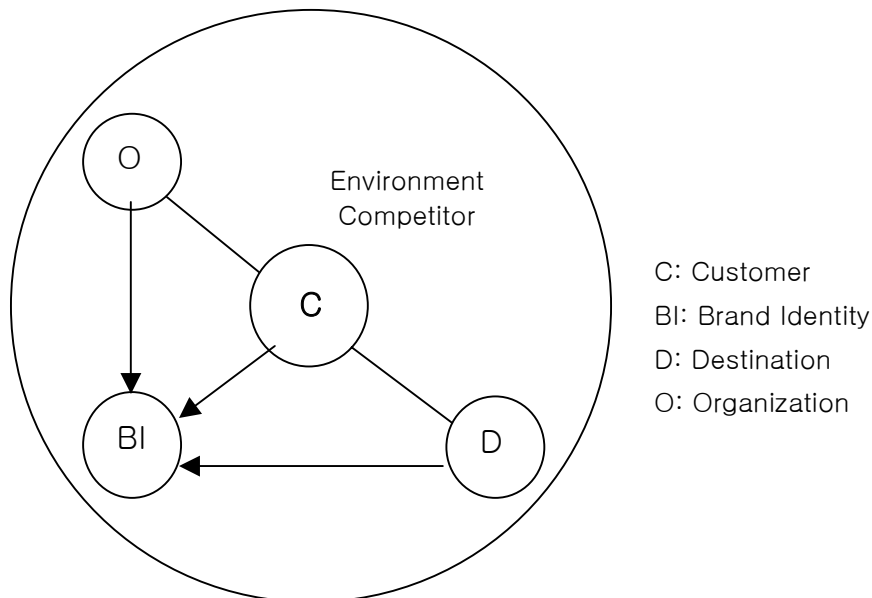 O
Environment
Competitor
C
BI
D
C: Customer
BI: Brand Identity
D: Destination
O: Organization